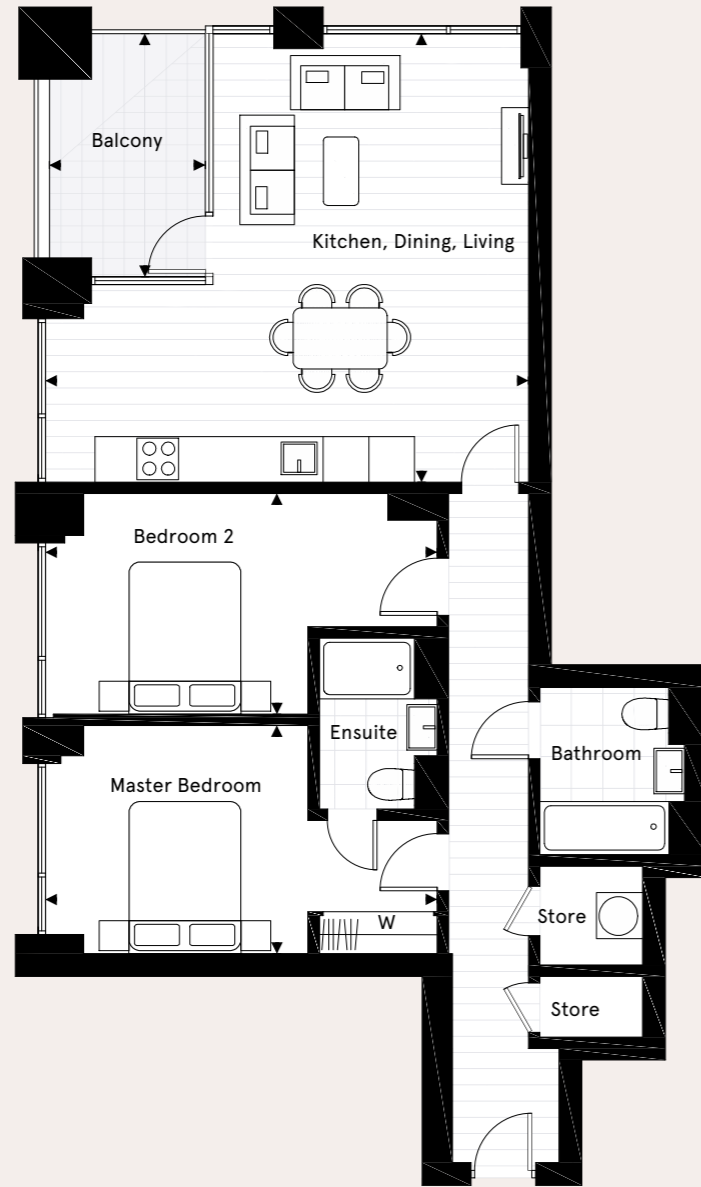 Balcony
Kitchen, Dining, Living
Bedroom 2
Ensuite
Bathroom
Master Bedroom
Store
W
Store